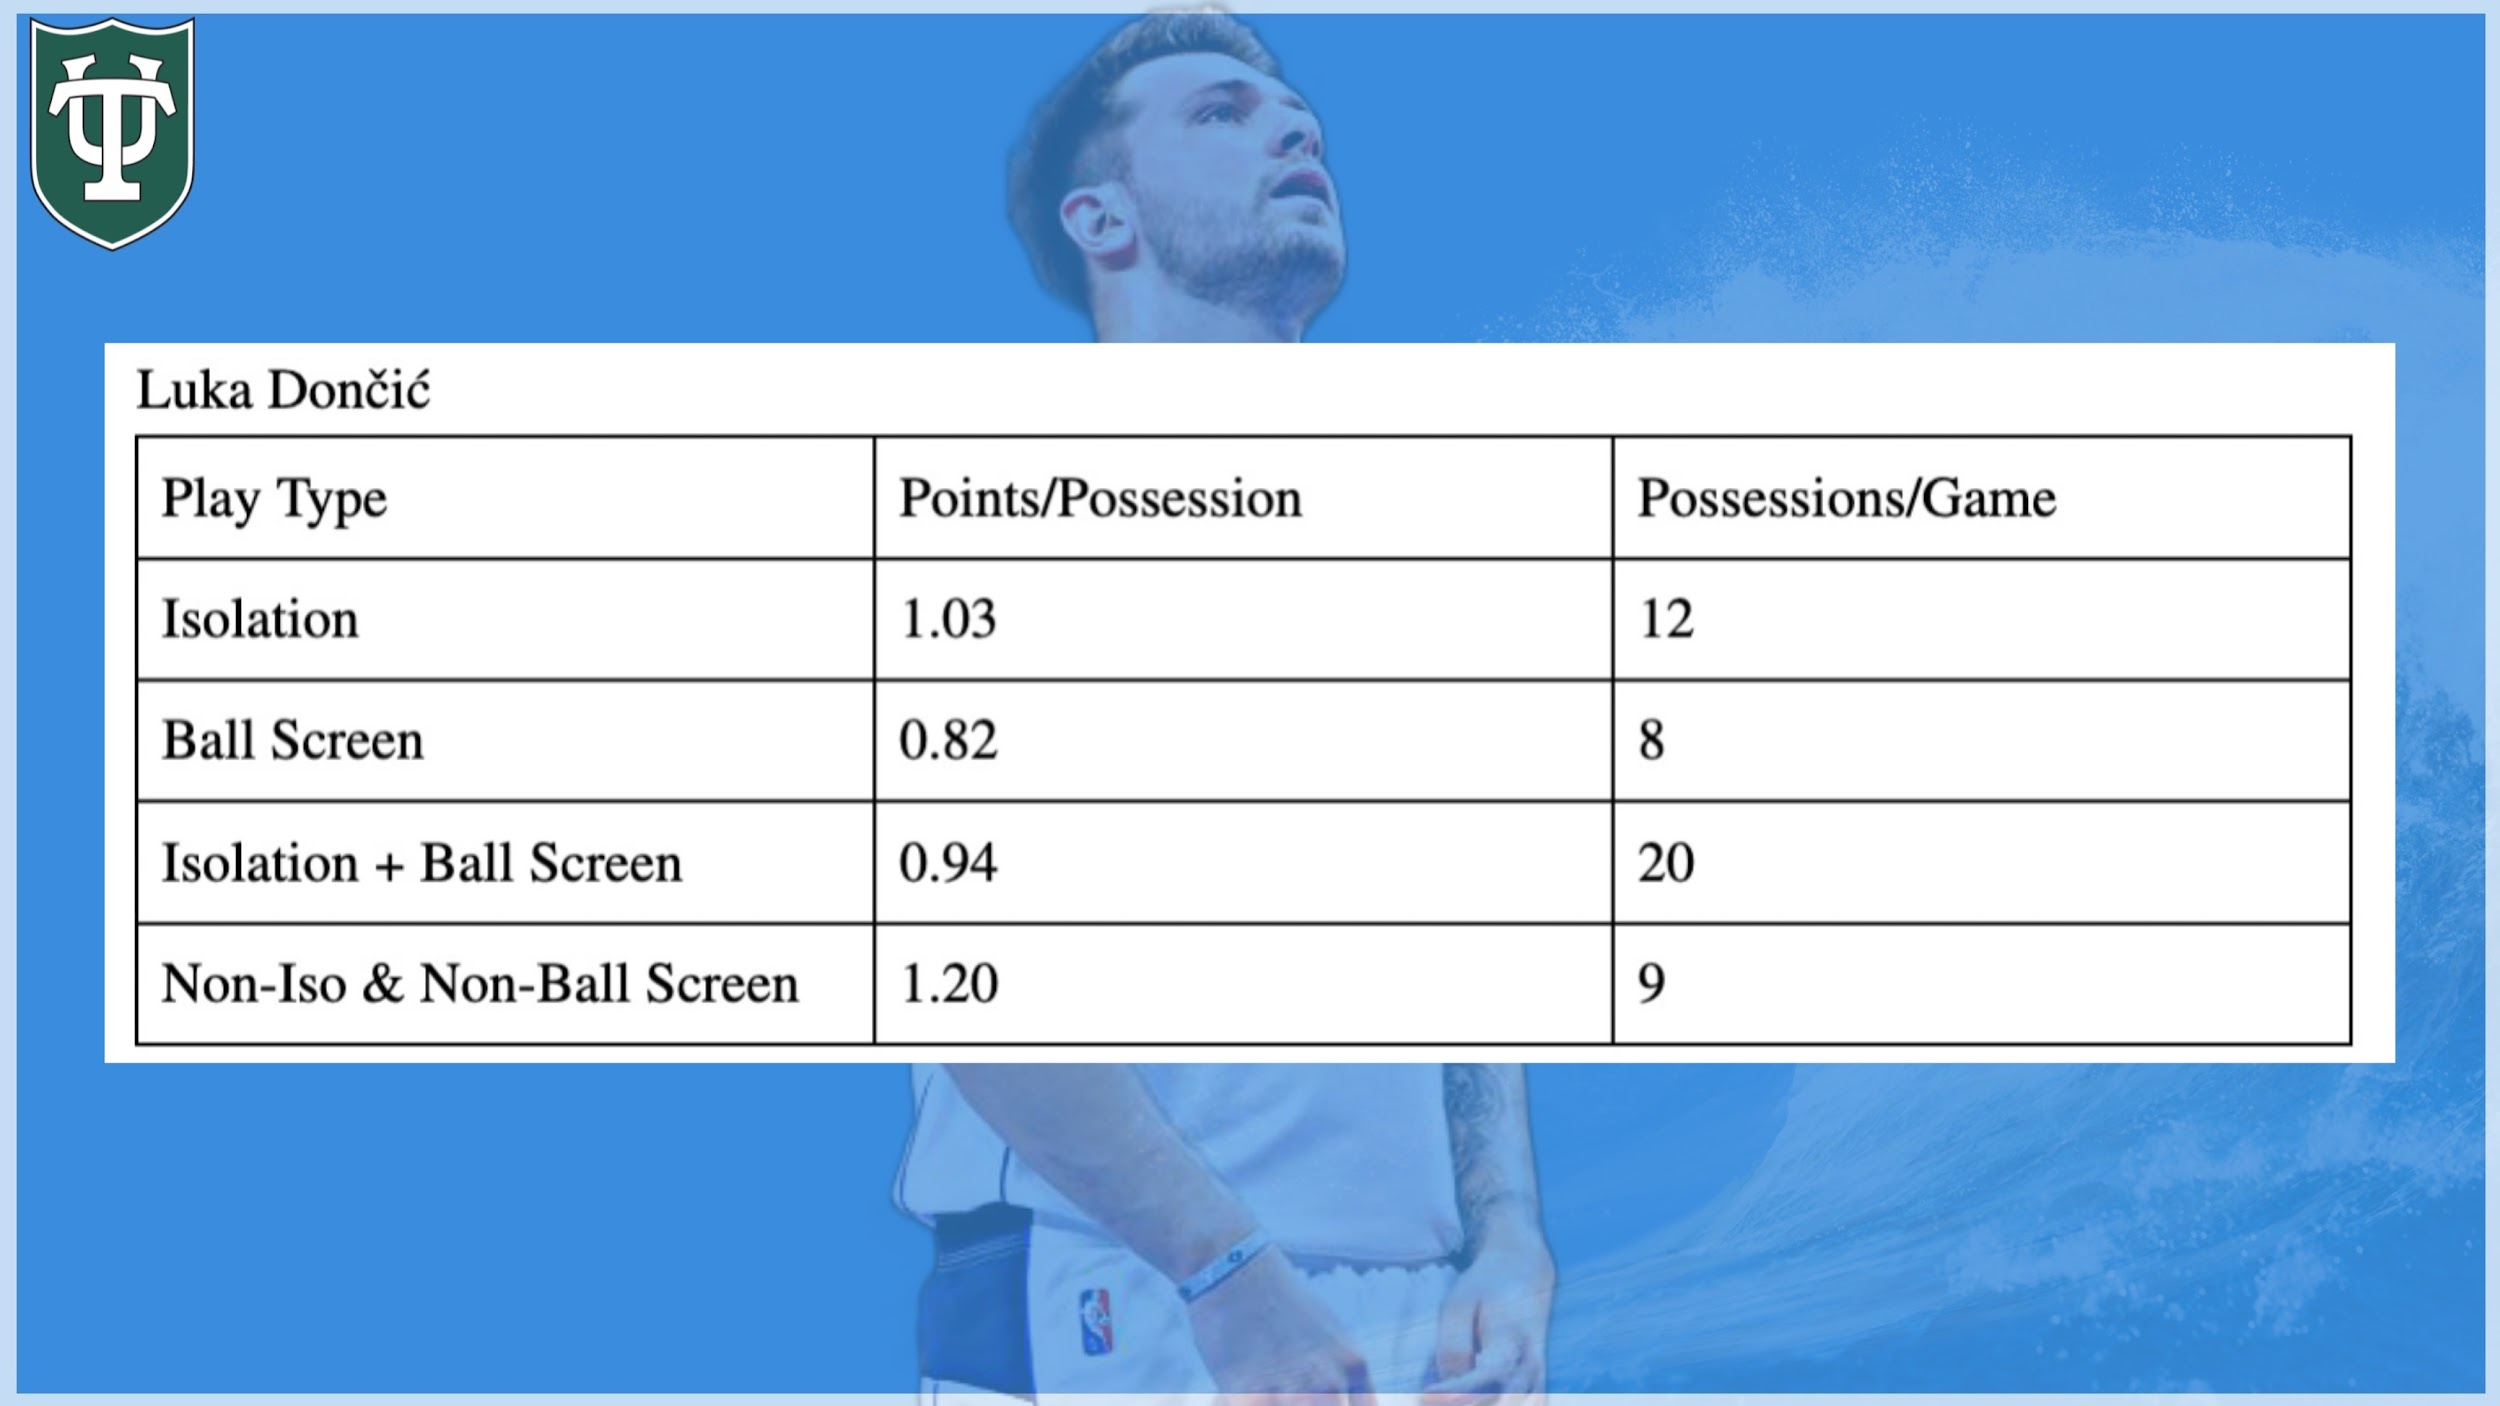 TU
Luka Dončić
Play Type Points/Possession Possessions/Game
Isolation 1.03 12
Ball Screen 0.82 8
Isolation + Ball Screen 0.94 20
Non-Iso & Non-Ball Screen 1.20 9